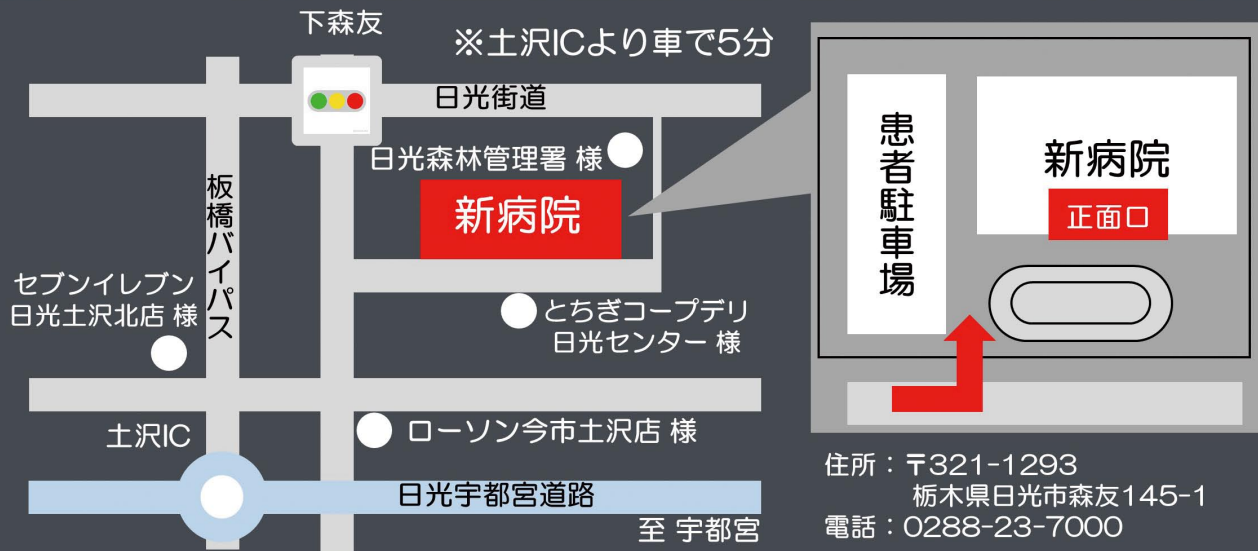 下森友
※土沢ICより車で5分
日光街道
日光森林管理署 様
新病院
板橋バイパス
セブンイレブン
日光土沢北店 様
とちぎコープデリ
日光センター 様
土沢IC
ローソン今市土沢店 様
日光宇都宮道路
至 宇都宮
患者駐車場
新病院
正面口
住所：〒321-1293
栃木県日光市森友145-1
電話：0288-23-7000